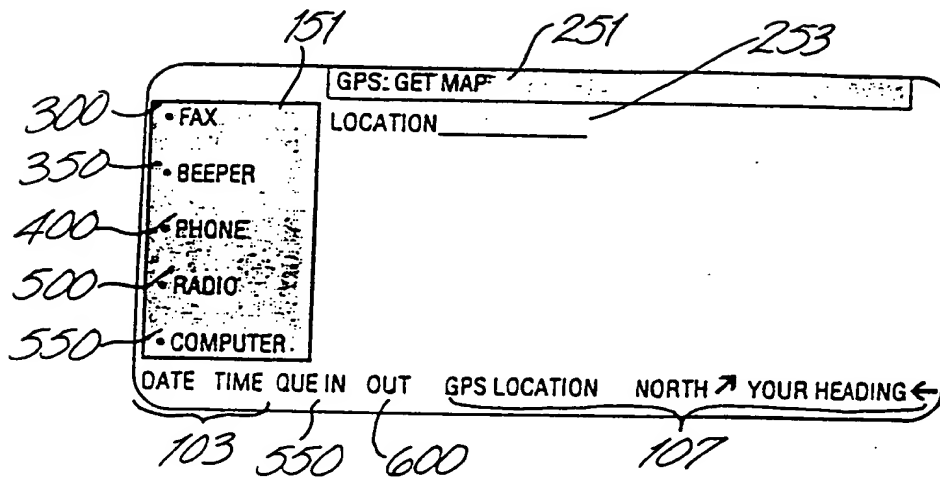 151 251 253
GPS: GET MAP
300 • FAX LOCATION
350 • BEEPER
400 • PHONE
500 • RADIO
550 • COMPUTER
DATE TIME QUE IN OUT GPS LOCATION NORTH ↗ YOUR HEADING ←
103 550 600 107